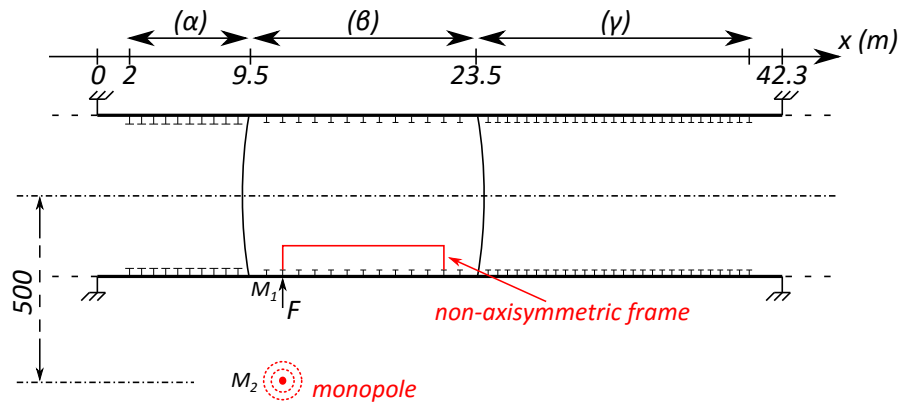 (α) (β) (γ)
x (m)
0 2 9.5 23.5 42.3
500
M1 F
non-axisymmetric frame
M2 monopole